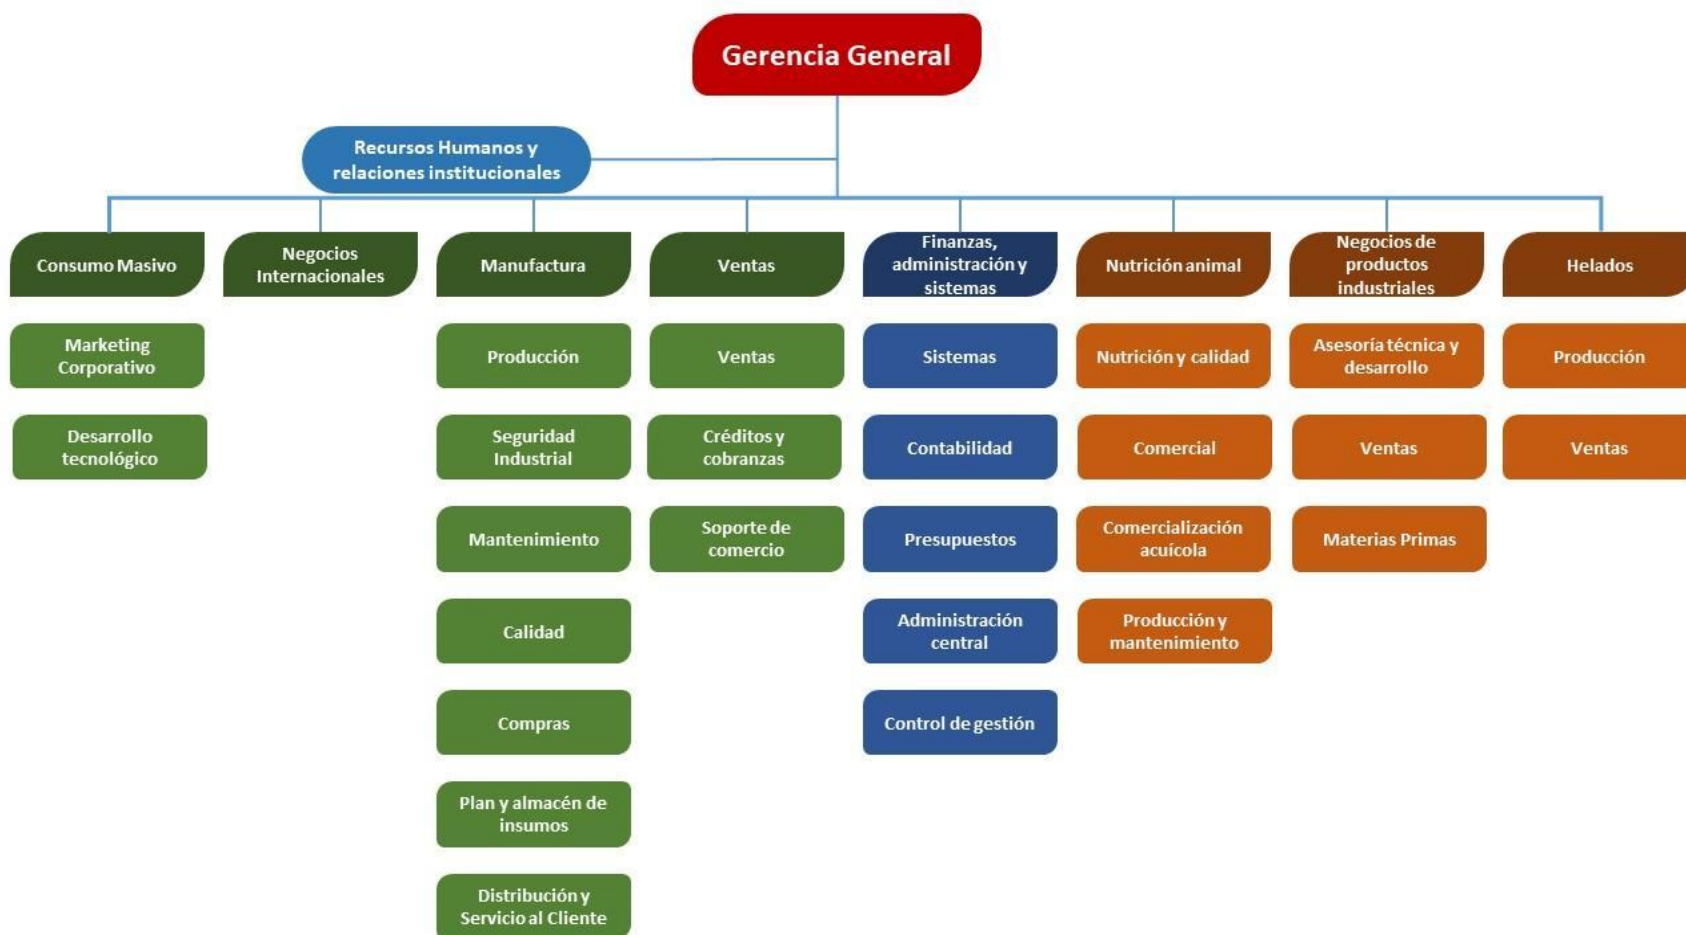 Gerencia General
Recursos Humanos y
relaciones institucionales
Consumo Masivo
Negocios
Internacionales
Manufactura
Ventas
Finanzas,
administración y
sistemas
Nutrición animal
Negocios de
productos
industriales
Helados
Marketing
Corporativo
Producción
Ventas
Sistemas
Nutrición y calidad
Asesoría técnica y
desarrollo
Producción
Desarrollo
tecnológico
Seguridad
Industrial
Créditos y
cobranzas
Contabilidad
Comercial
Ventas
Ventas
Mantenimiento
Soporte de
comercio
Presupuestos
Comercialización
acuícola
Materias Primas
Calidad
Administración
central
Producción y
mantenimiento
Compras
Control de gestión
Plan y almacén de
insumos
Distribución y
Servicio al Cliente